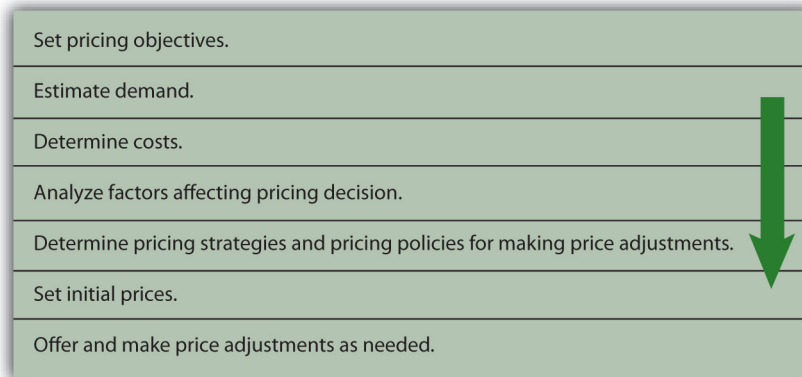 Set pricing objectives.
Estimate demand.
Determine costs.
Analyze factors affecting pricing decision.
Determine pricing strategies and pricing policies for making price adjustments.
Set initial prices.
Offer and make price adjustments as needed.